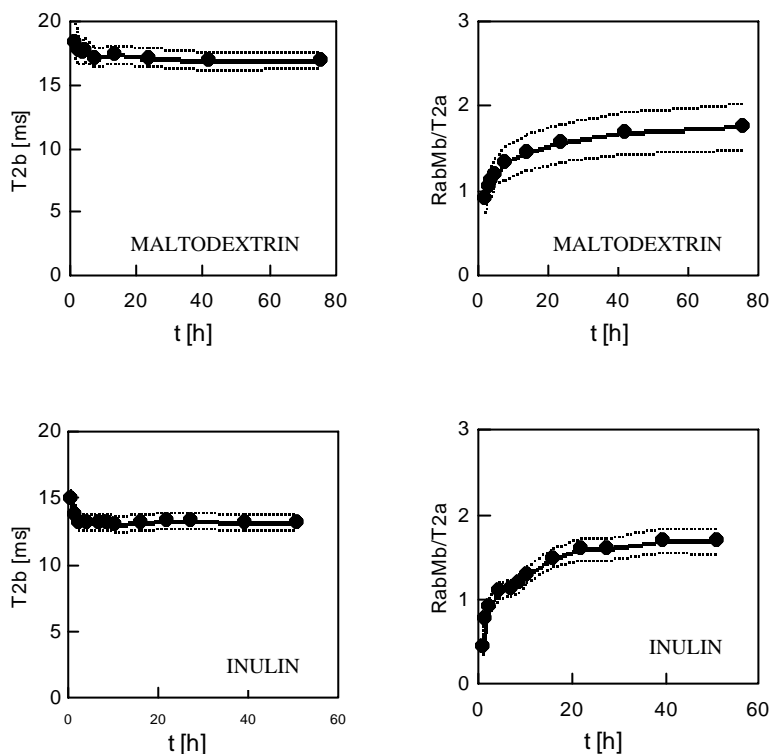 20
15
10
5
0
T2b [ms]
MALTODEXTRIN
0 20 40 60 80
t [h]
3
2
1
0
RabMb/T2a
MALTODEXTRIN
0 20 40 60 80
t [h]
20
15
10
5
0
T2b [ms]
INULIN
0 20 40 60
t [h]
3
2
1
0
RabMb/T2a
INULIN
0 20 40 60
t [h]